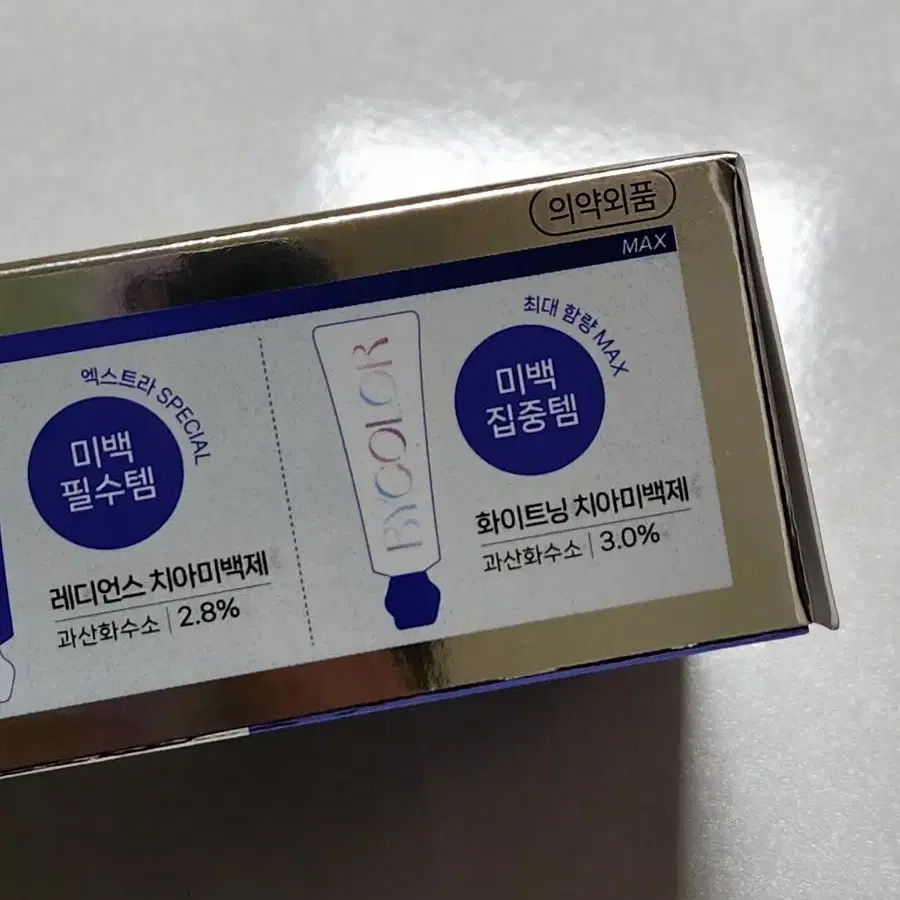 의약외품
MAX
엑스트라 SPECIAL
미백
필수템
레디언스 치아미백제
과산화수소 | 2.8%
BYCOLOR
최대 함량 MAX
미백
집중템
화이트닝 치아미백제
과산화수소 | 3.0%